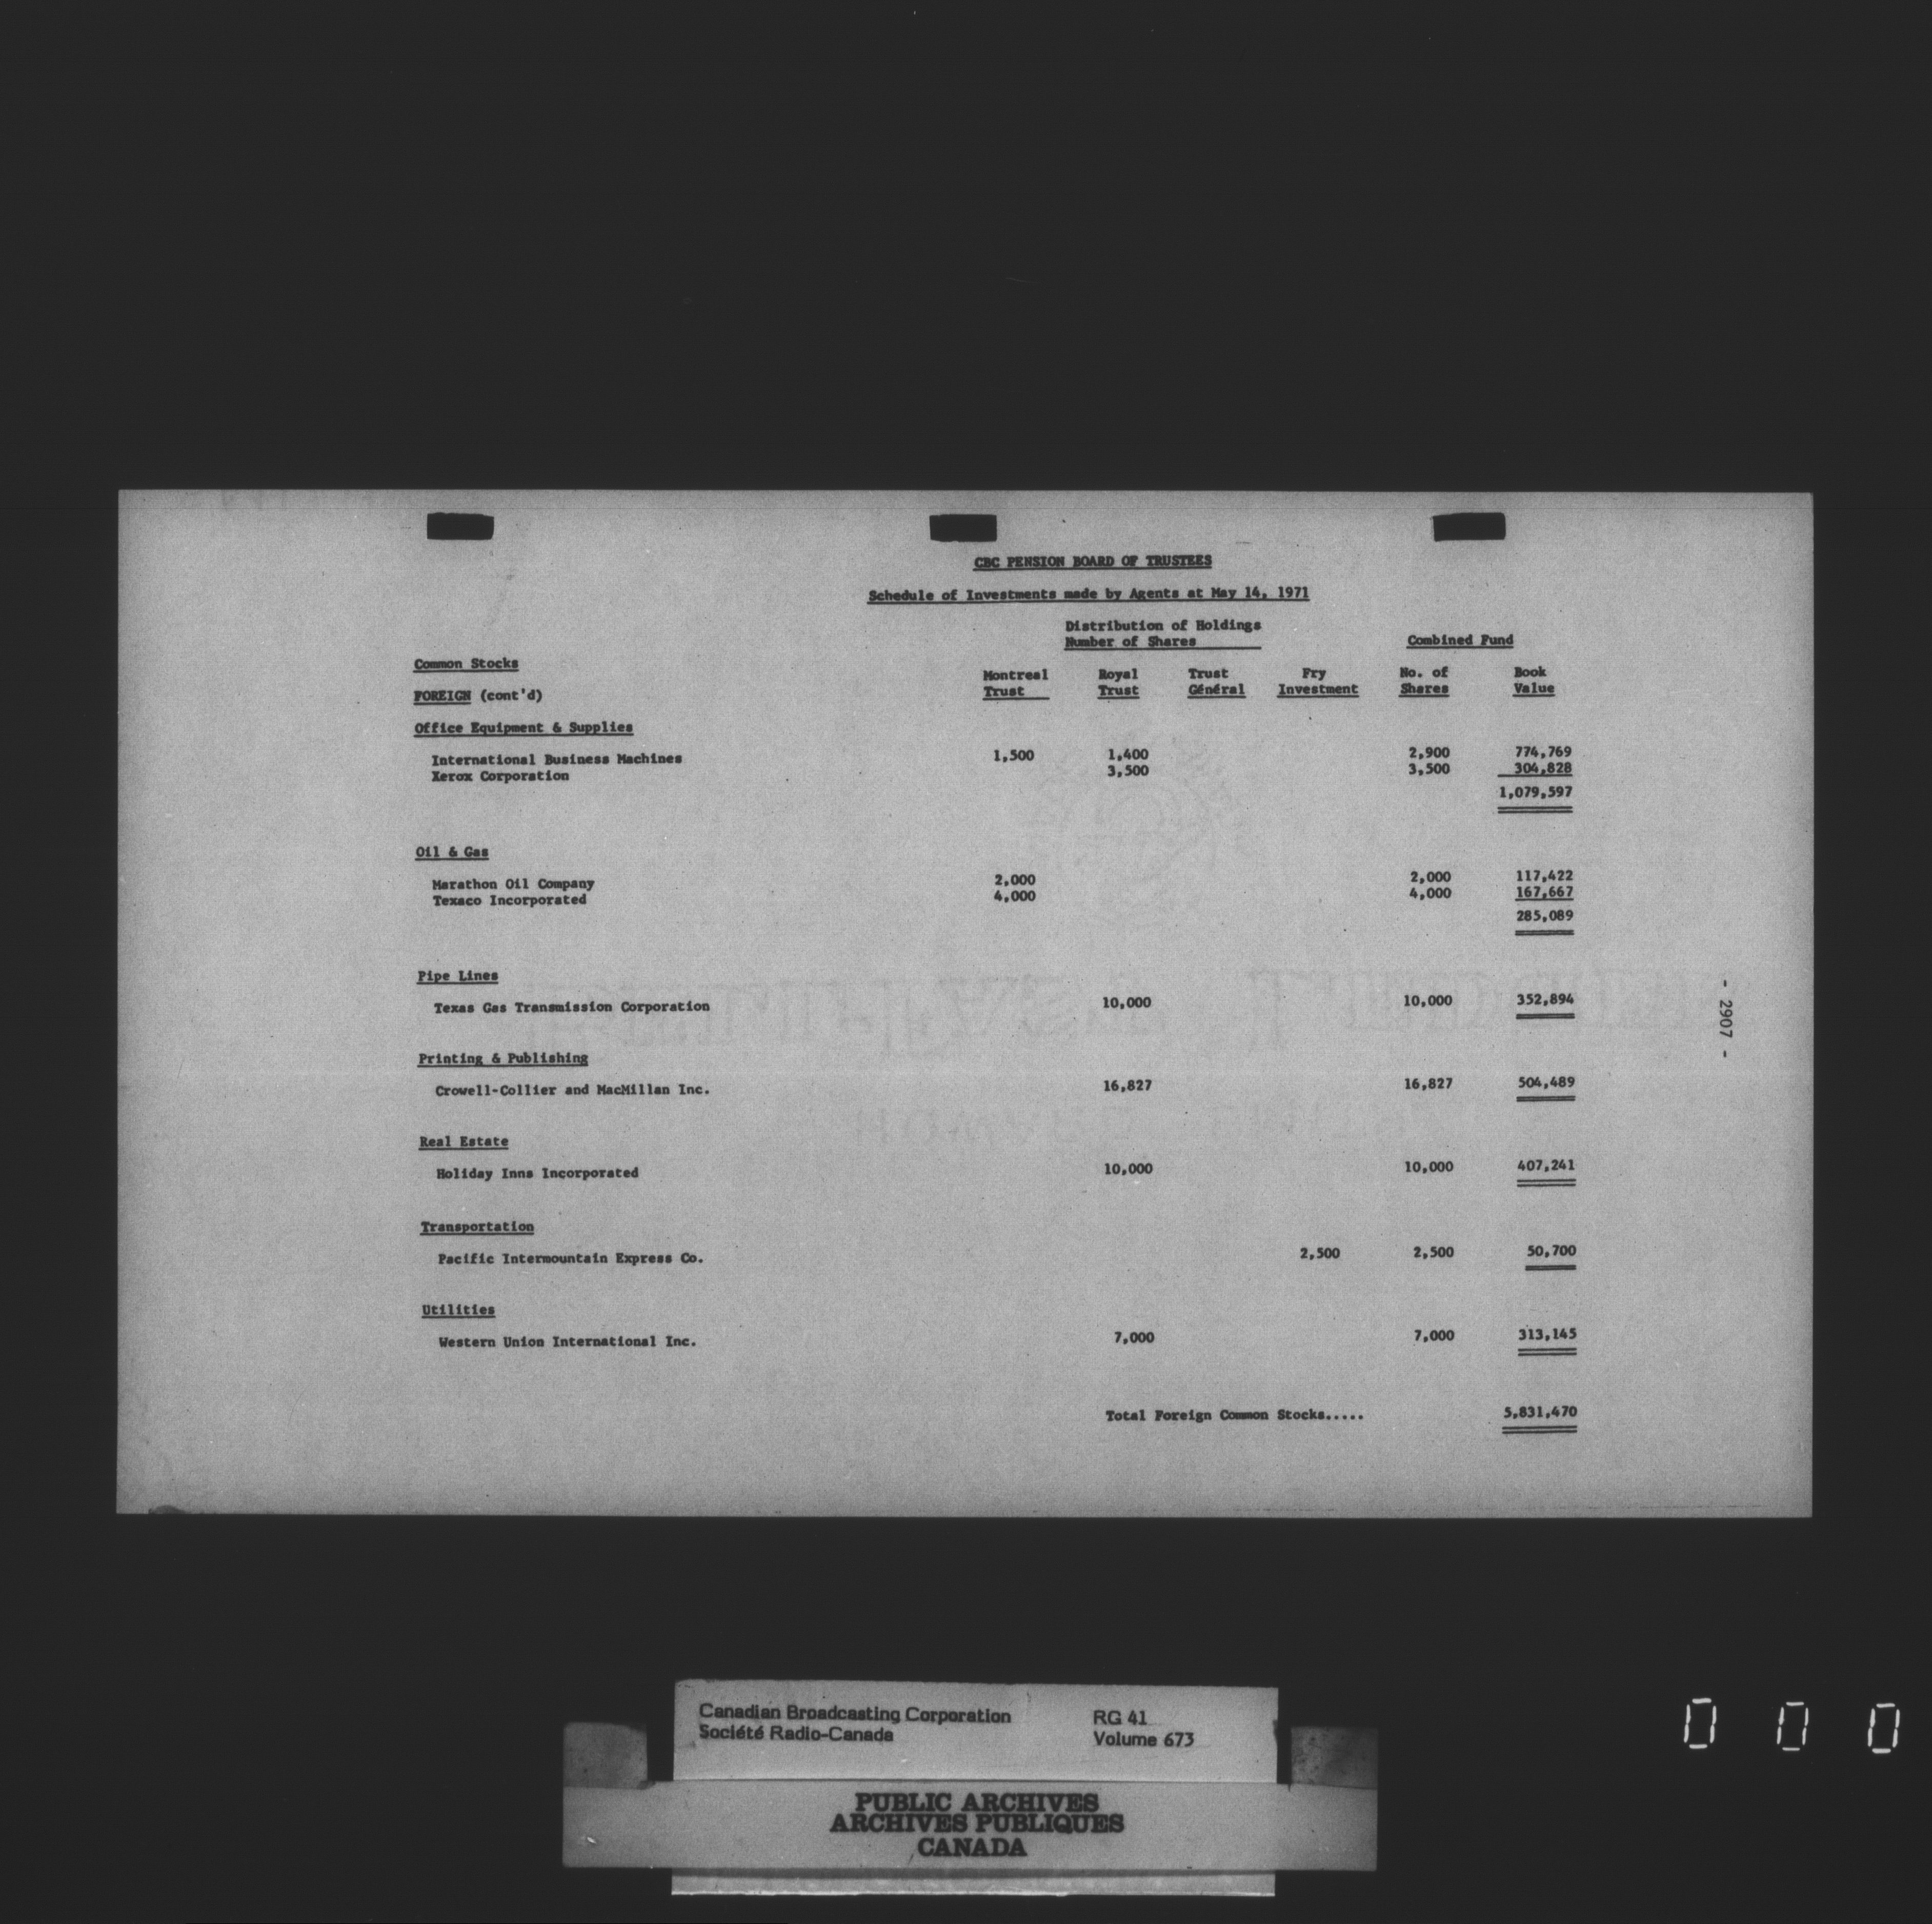 CBC PENSION BOARD OF TRUSTEES
Schedule of Investments made by Agents at May 14, 1971
Distribution of Holdings
Number of Shares
Combined Fund
Common Stocks
Montreal Trust Royal Trust Trust Général Fry Investment No. of Shares Book Value
FOREIGN (cont'd)
Office Equipment & Supplies
International Business Machines 1,500 1,400 2,900 774,769
Xerox Corporation 3,500 3,500 304,828
1,079,597
Oil & Gas
Marathon Oil Company 2,000 2,000 117,422
Texaco Incorporated 4,000 4,000 167,667
285,089
Pipe Lines
Texas Gas Transmission Corporation 10,000 10,000 352,894
- 2907 -
Printing & Publishing
Crowell-Collier and MacMillan Inc. 16,827 16,827 504,489
Real Estate
Holiday Inns Incorporated 10,000 10,000 407,241
Transportation
Pacific Intermountain Express Co. 2,500 2,500 50,700
Utilities
Western Union International Inc. 7,000 7,000 313,145
Total Foreign Common Stocks..... 5,831,470
Canadian Broadcasting Corporation RG 41
Société Radio-Canada Volume 673
PUBLIC ARCHIVES
ARCHIVES PUBLIQUES
CANADA
0 0 0